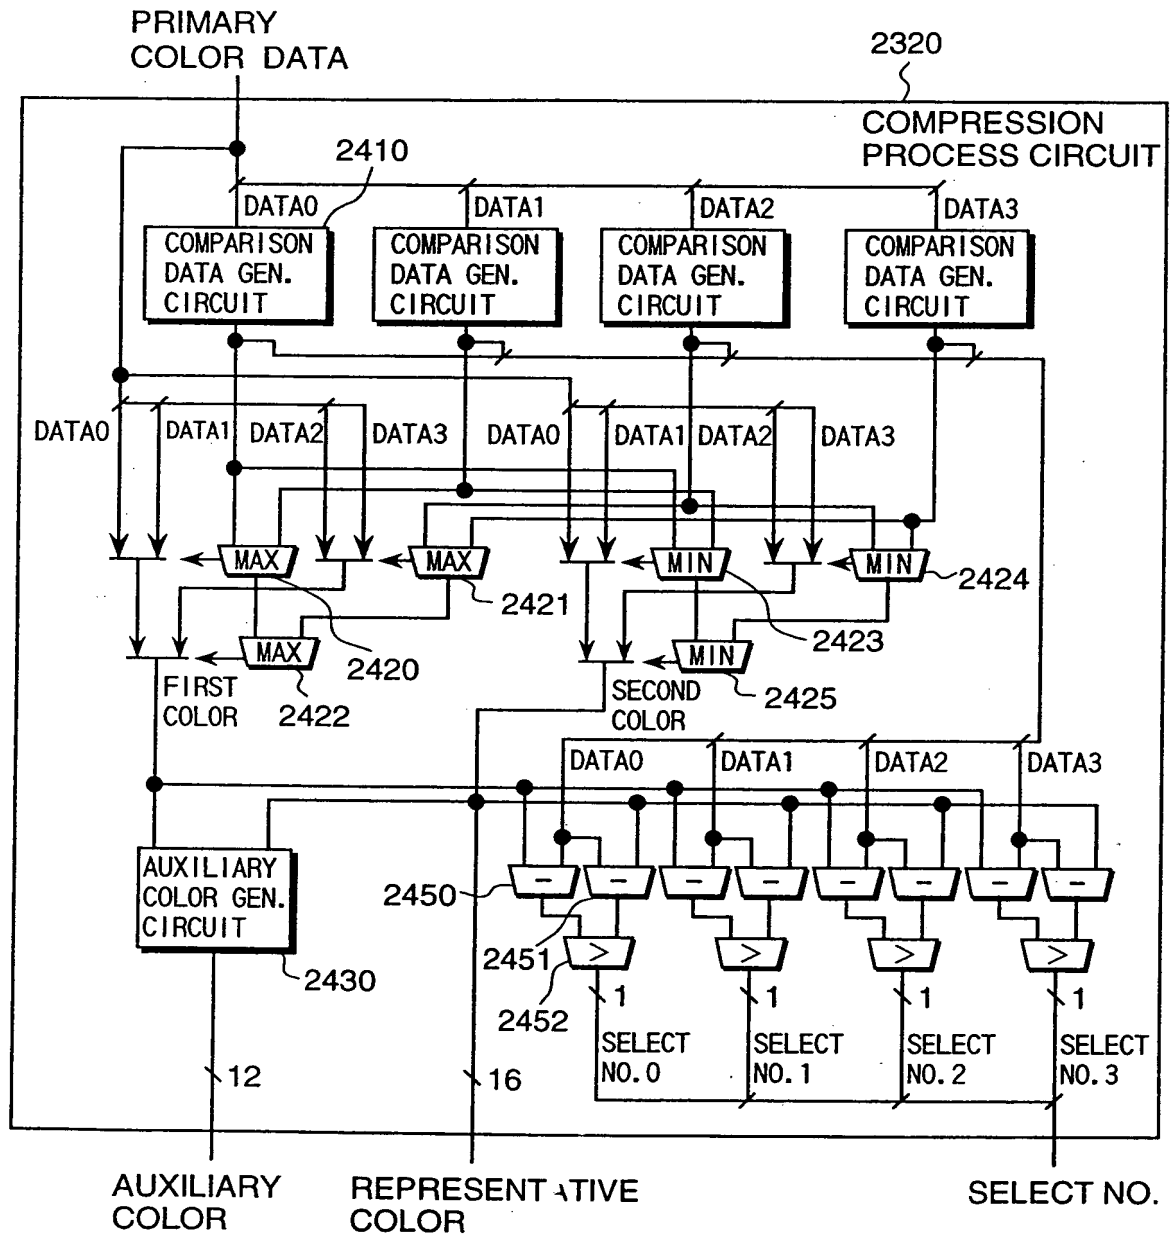 PRIMARY
COLOR DATA
2320
COMPRESSION
PROCESS CIRCUIT
2410
DATA0
DATA1
DATA2
DATA3
COMPARISON
DATA GEN.
CIRCUIT
COMPARISON
DATA GEN.
CIRCUIT
COMPARISON
DATA GEN.
CIRCUIT
COMPARISON
DATA GEN.
CIRCUIT
DATA0
DATA1
DATA2
DATA3
DATA0
DATA1
DATA2
DATA3
MAX
MAX
MIN
MIN
2424
2421
2423
MAX
2420
MIN
2425
2422
FIRST
COLOR
SECOND
COLOR
DATA0
DATA1
DATA2
DATA3
AUXILIARY
COLOR GEN.
CIRCUIT
2430
2450
−
−
−
−
−
−
−
−
2451
>
>
>
>
2452
1
1
1
1
SELECT
NO.0
SELECT
NO.1
SELECT
NO.2
SELECT
NO.3
12
16
AUXILIARY
COLOR
REPRESENTATIVE
COLOR
SELECT NO.